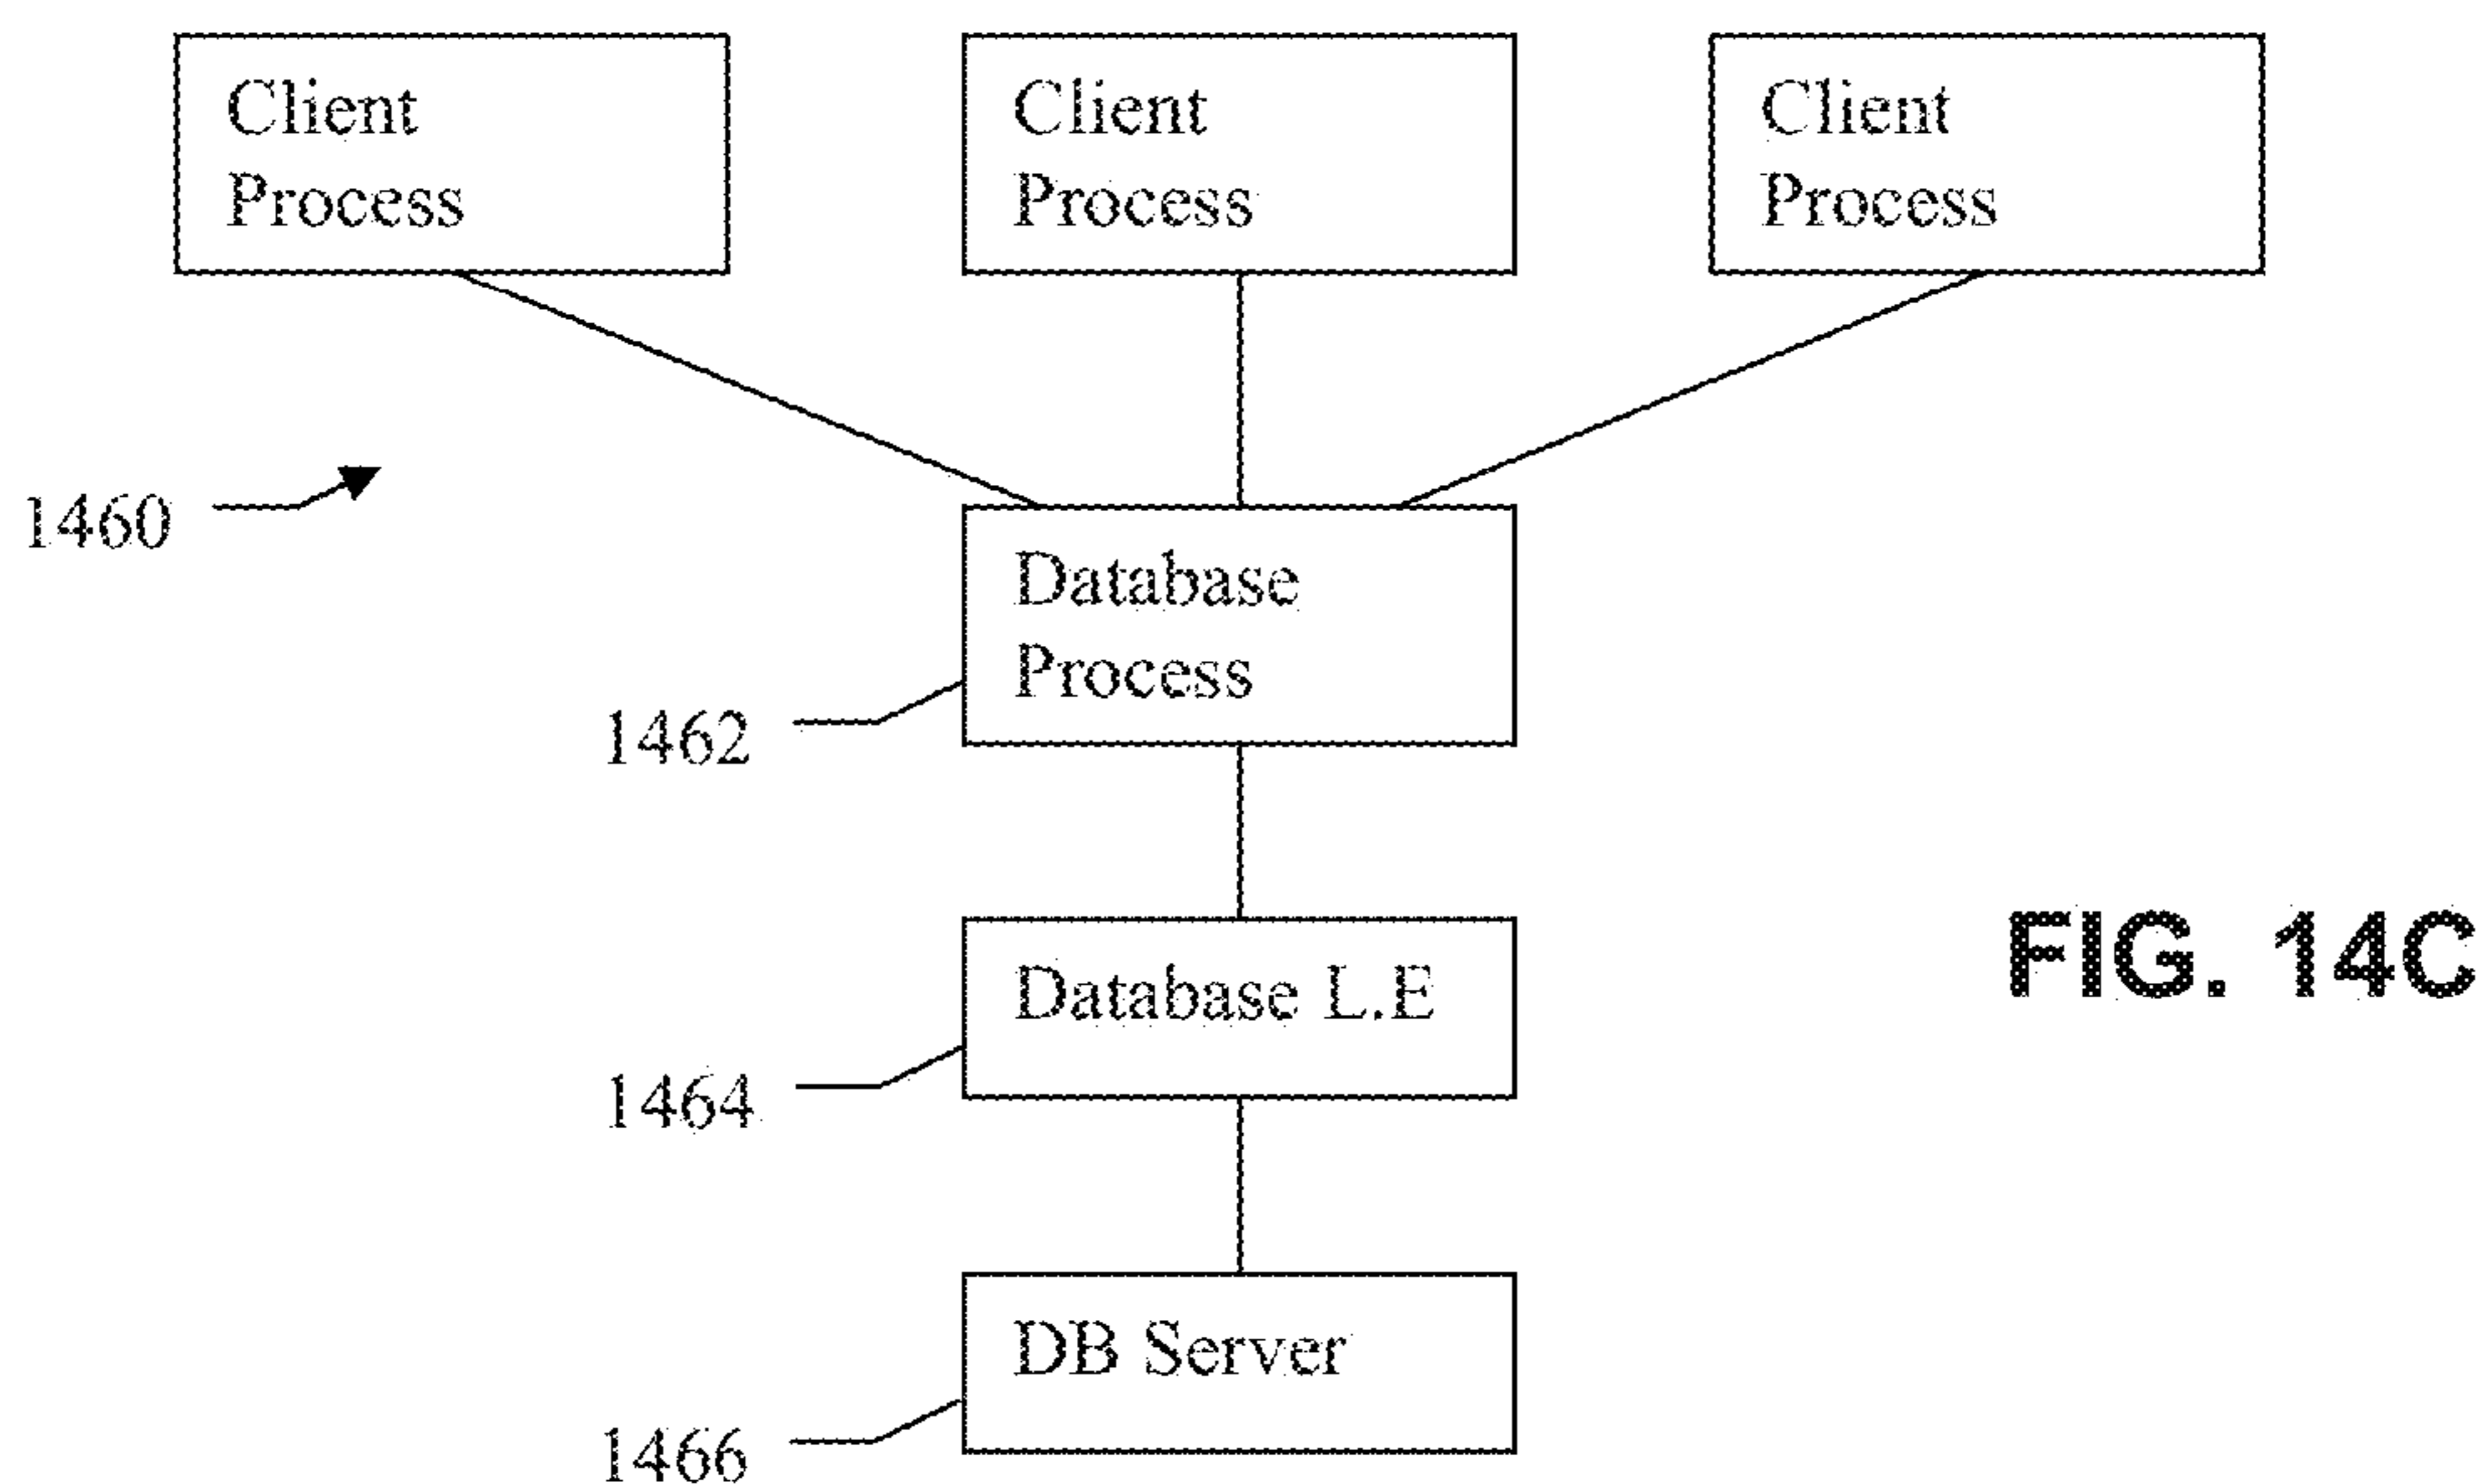 Client
Process
Client
Process
Client
Process
1460
Database
Process
1462
Database L.E
1464
FIG. 14C
DB Server
1466